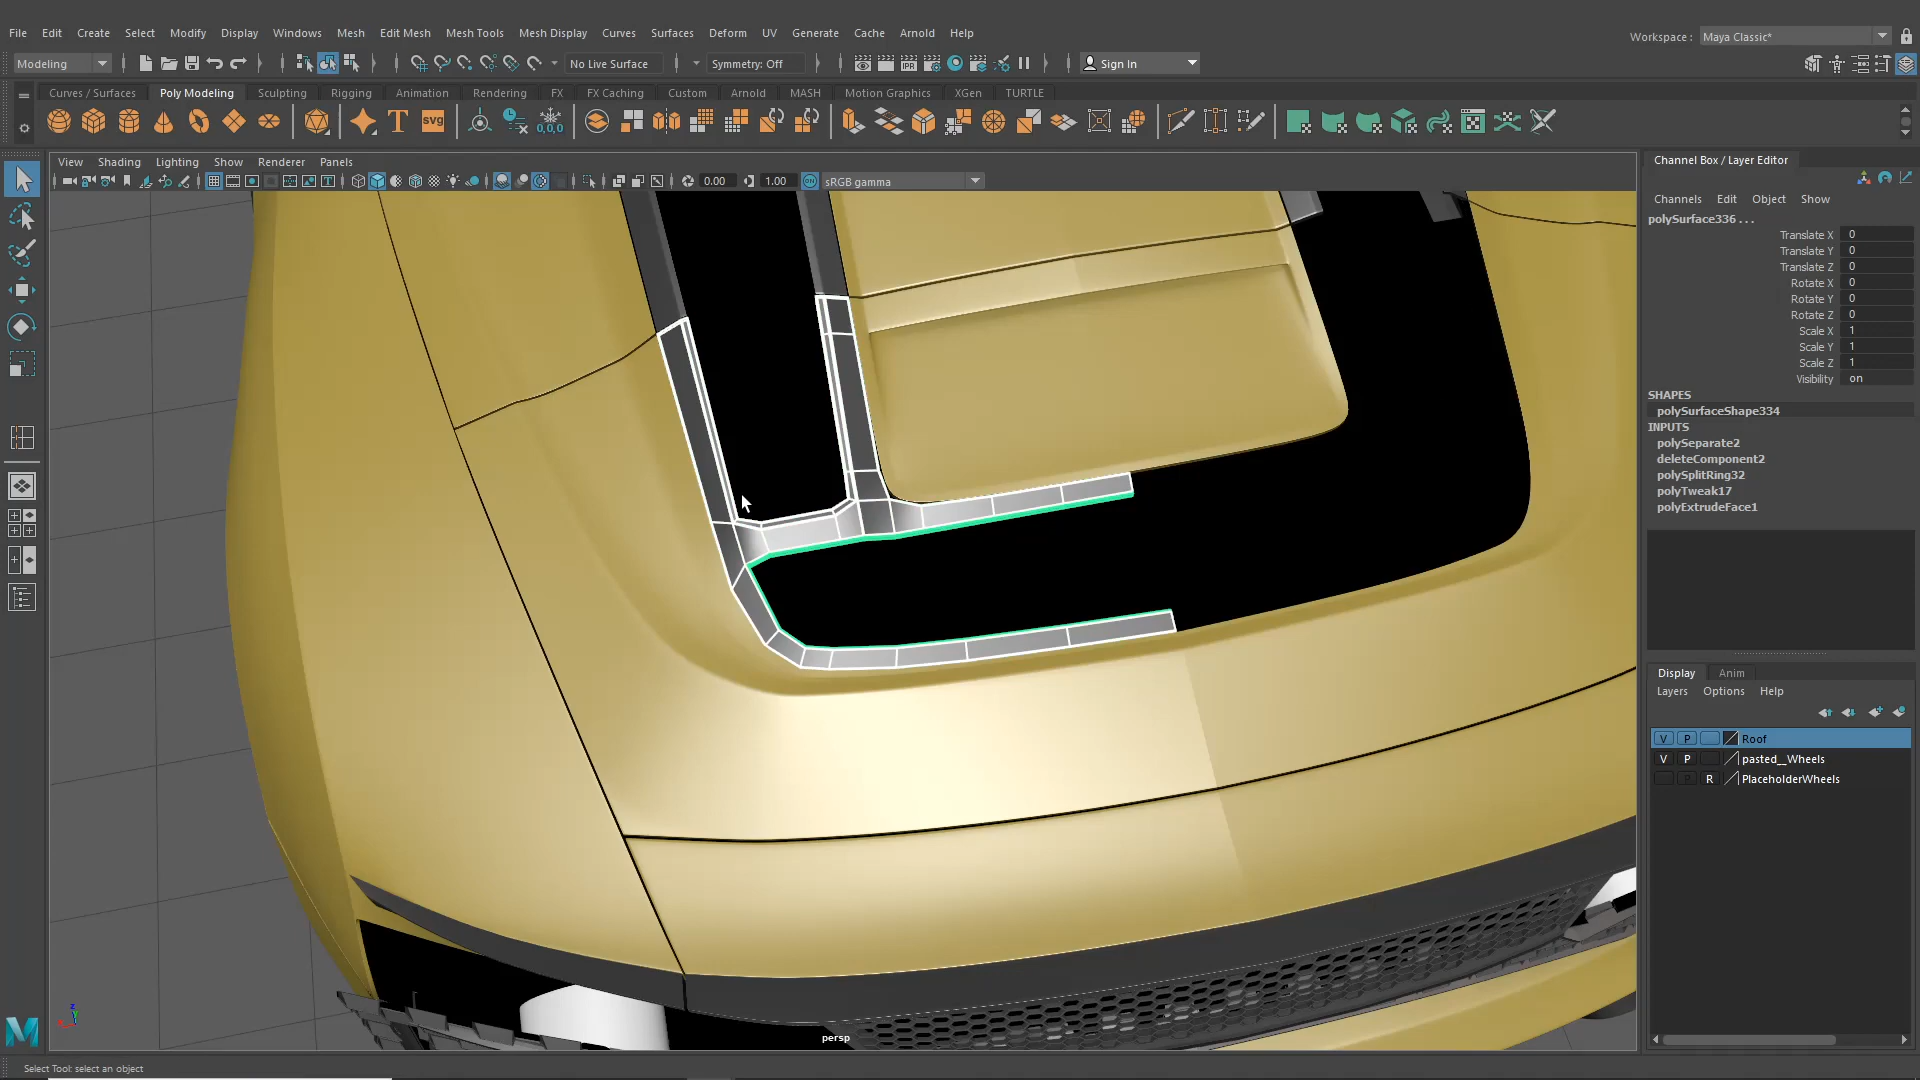 File Edit Create Select Modify Display Windows Mesh Edit Mesh Mesh Tools Mesh Display Curves Surfaces Deform UV Generate Cache Arnold Help
Workspace : Maya Classic*
Modeling No Live Surface Symmetry: Off Sign In
Curves / Surfaces Poly Modeling Sculpting Rigging Animation Rendering FX FX Caching Custom Arnold MASH Motion Graphics XGen TURTLE
T svg 0,0,0
View Shading Lighting Show Renderer Panels
0.00 1.00 ON sRGB gamma
Channel Box / Layer Editor
Channels Edit Object Show
polySurface336 . . .
Translate X 0
Translate Y 0
Translate Z 0
Rotate X 0
Rotate Y 0
Rotate Z 0
Scale X 1
Scale Y 1
Scale Z 1
Visibility on
SHAPES
polySurfaceShape334
INPUTS
polySeparate2
deleteComponent2
polySplitRing32
polyTweak17
polyExtrudeFace1
Display Anim
Layers Options Help
V P Roof
V P pasted__Wheels
P R PlaceholderWheels
persp
Select Tool: select an object